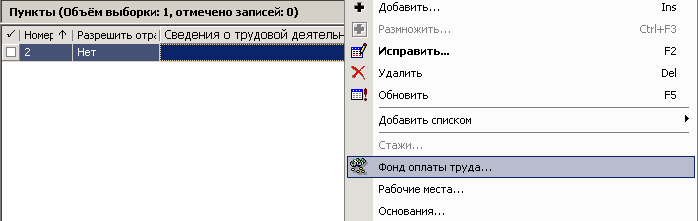 Пункты (Объём выборки: 1, отмечено записей: 0)
✓ Номер ↑ Разрешить отра Сведения о трудовой деятельн
2 Нет
Добавить... Ins
Размножить... Ctrl+F3
Исправить... F2
Удалить Del
Обновить F5
Добавить списком
Стажи...
Фонд оплаты труда...
Рабочие места...
Основания...